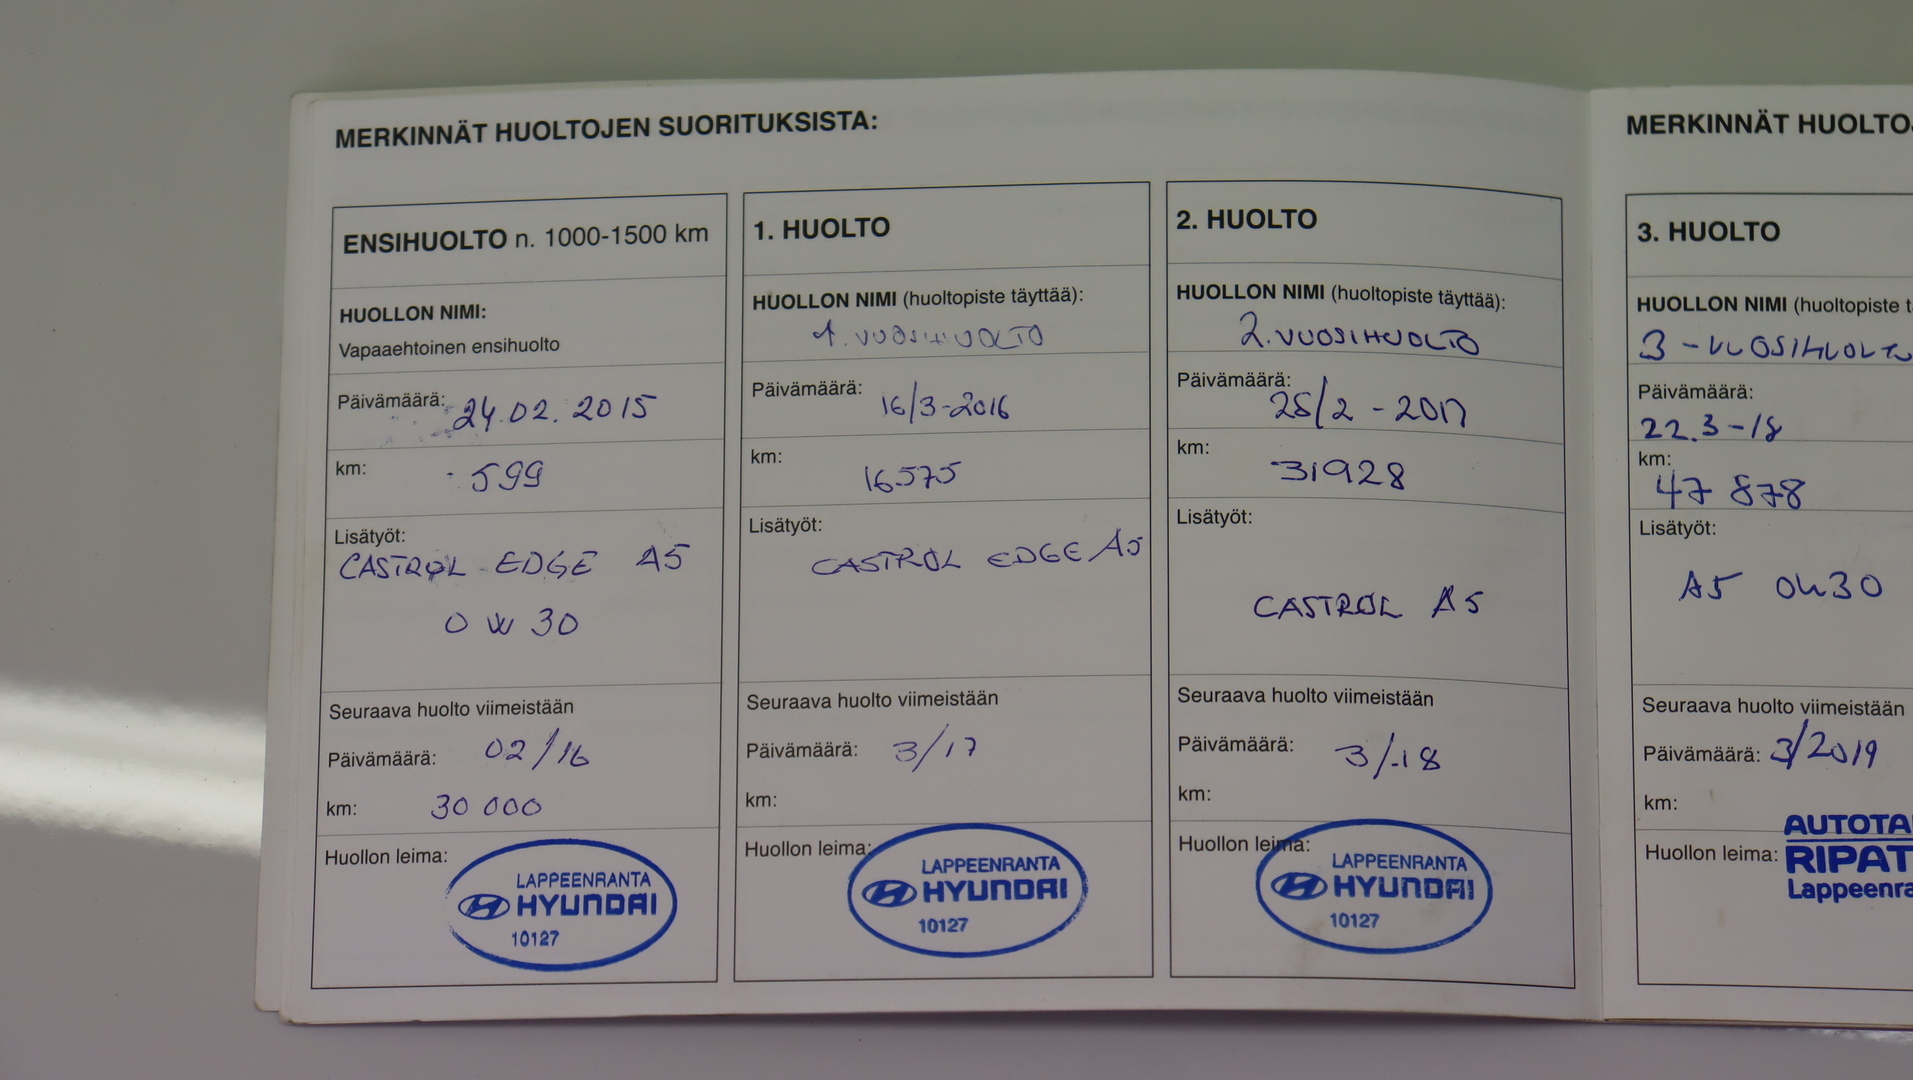 MERKINNÄT HUOLTOJEN SUORITUKSISTA:
ENSIHUOLTO n. 1000-1500 km
HUOLLON NIMI:
Vapaaehtoinen ensihuolto
Päivämäärä: 24.02.2015
km: 599
Lisätyöt:
CASTROL EDGE A5
0 W 30
Seuraava huolto viimeistään
Päivämäärä: 02/16
km: 30 000
Huollon leima:
LAPPEENRANTA
HYUNDAI
10127
1. HUOLTO
HUOLLON NIMI (huoltopiste täyttää):
1. VUOSIHUOLTO
Päivämäärä: 16/3-2016
km: 16575
Lisätyöt:
CASTROL EDGE A5
Seuraava huolto viimeistään
Päivämäärä: 3/17
km:
Huollon leima:
LAPPEENRANTA
HYUNDAI
10127
2. HUOLTO
HUOLLON NIMI (huoltopiste täyttää):
2. VUOSIHUOLTO
Päivämäärä:
/2 - 2017
km: 31928
Lisätyöt:
CASTROL A5
Seuraava huolto viimeistään
Päivämäärä: 3/-18
km:
Huollon leima:
LAPPEENRANTA
HYUNDAI
10127
MERKINNÄT HUOLTOJ
3. HUOLTO
HUOLLON NIMI (huoltopiste t
3 - VUOSIHUOLTO
Päivämäärä:
22.3-18
km:
47 878
Lisätyöt:
A5 0W30
Seuraava huolto viimeistään
Päivämäärä: 3/2019
km:
Huollon leima:
AUTOTA
RIPAT
Lappeenra